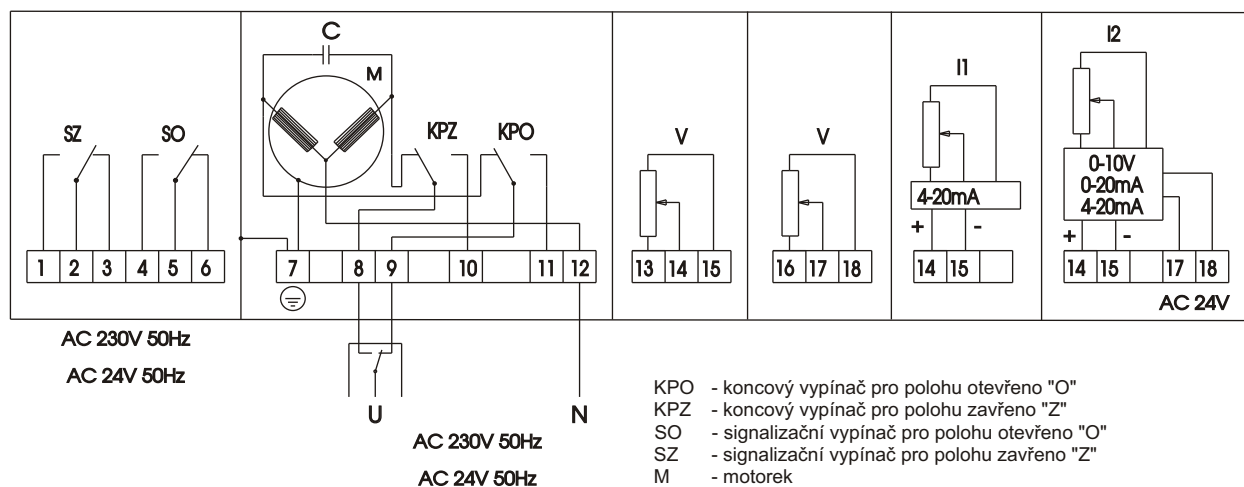 C
I2
M
I1
SZ
SO
KPZ
KPO
V
V
0-10V
0-20mA
4-20mA
4-20mA
+
-
+
-
1 2 3 4 5 6
7 8 9 10 11 12
13 14 15
16 17 18
14 15
14 15 17 18
AC 24V
AC 230V 50Hz
AC 24V 50Hz
U
N
AC 230V 50Hz
AC 24V 50Hz
KPO - koncový vypínač pro polohu otevřeno "O"
KPZ - koncový vypínač pro polohu zavřeno "Z"
SO - signalizační vypínač pro polohu otevřeno "O"
SZ - signalizační vypínač pro polohu zavřeno "Z"
M - motorek